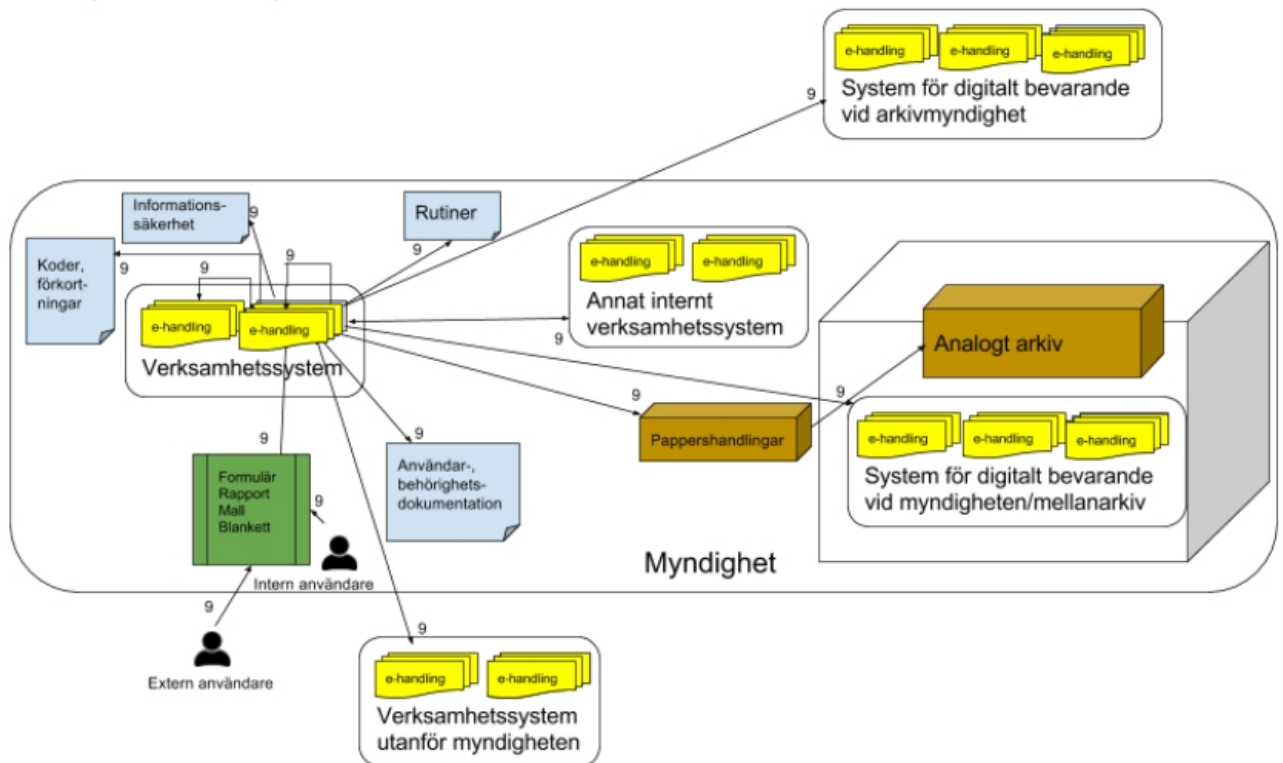 e-handling
e-handling
e-handling
System för digitalt bevarande
vid arkivmyndighet
9
Informations-
säkerhet
9
Rutiner
9
Koder,
förkort-
ningar
9
9
9
e-handling
e-handling
Verksamhetssystem
e-handling
e-handling
Annat internt
verksamhetssystem
9
Analogt arkiv
9
Pappershandlingar
9
e-handling
e-handling
e-handling
System för digitalt bevarande
vid myndigheten/mellanarkiv
9
9
Användar-,
behörighets-
dokumentation
Formulär
Rapport
Mall
Blankett
9
Intern användare
Myndighet
9
Extern användare
9
e-handling
e-handling
Verksamhetssystem
utanför myndigheten